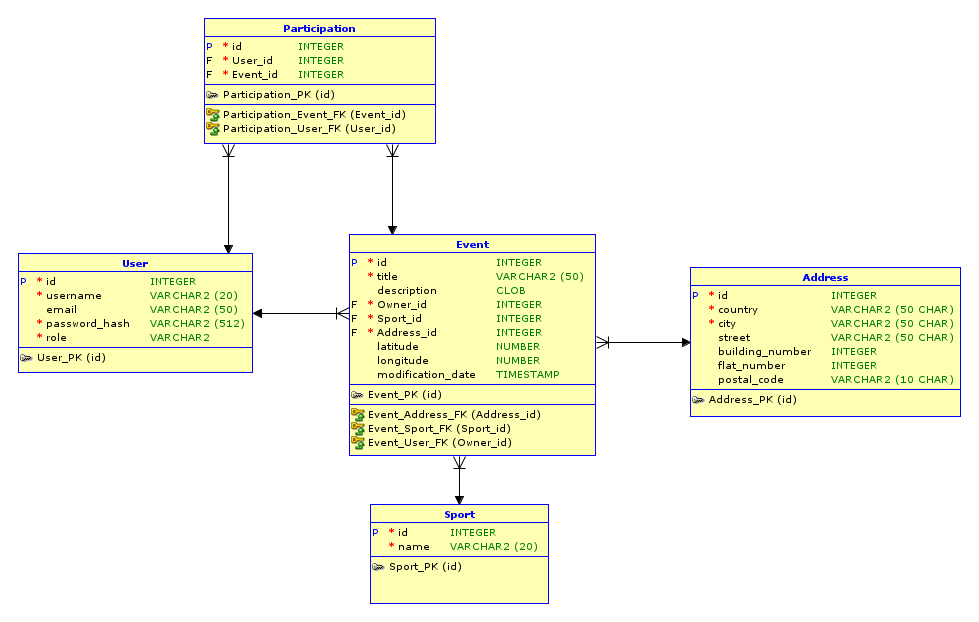 Participation
P * id INTEGER
F * User_id INTEGER
F * Event_id INTEGER
Participation_PK (id)
Participation_Event_FK (Event_id)
Participation_User_FK (User_id)
User
P * id INTEGER
* username VARCHAR2 (20)
email VARCHAR2 (50)
* password_hash VARCHAR2 (512)
* role VARCHAR2
User_PK (id)
Event
P * id INTEGER
* title VARCHAR2 (50)
description CLOB
F * Owner_id INTEGER
F * Sport_id INTEGER
F * Address_id INTEGER
latitude NUMBER
longitude NUMBER
modification_date TIMESTAMP
Event_PK (id)
Event_Address_FK (Address_id)
Event_Sport_FK (Sport_id)
Event_User_FK (Owner_id)
Address
P * id INTEGER
* country VARCHAR2 (50 CHAR)
* city VARCHAR2 (50 CHAR)
street VARCHAR2 (50 CHAR)
building_number INTEGER
flat_number INTEGER
postal_code VARCHAR2 (10 CHAR)
Address_PK (id)
Sport
P * id INTEGER
* name VARCHAR2 (20)
Sport_PK (id)